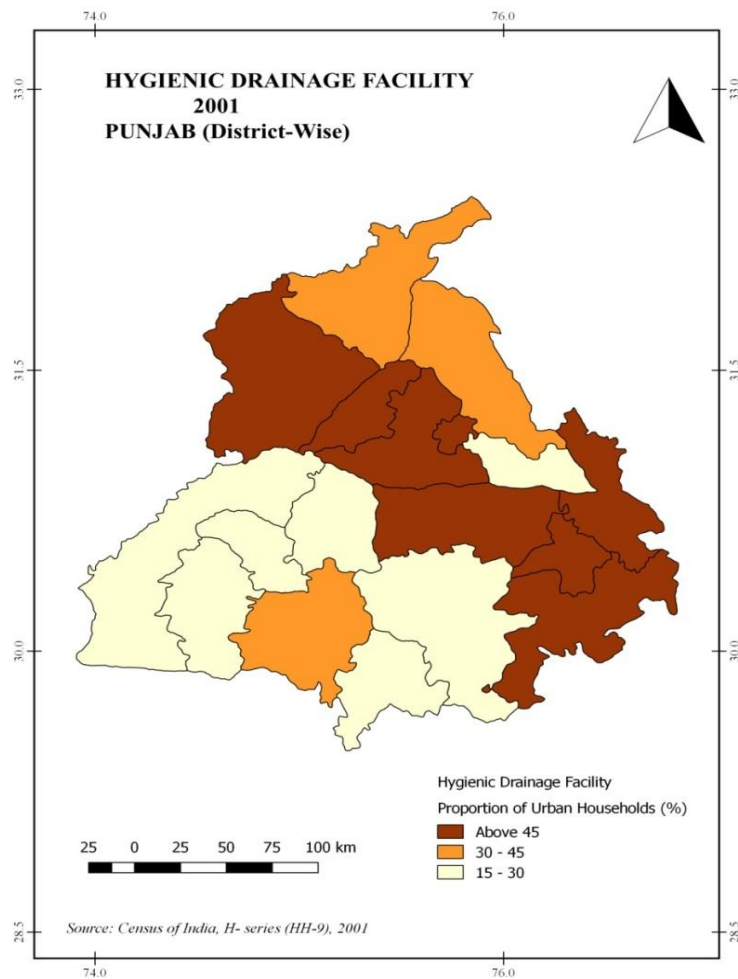 74.0 76.0
33.0 33.0
HYGIENIC DRAINAGE FACILITY
2001
PUNJAB (District-Wise)
31.5 31.5
30.0 30.0
Hygienic Drainage Facility
Proportion of Urban Households (%)
Above 45
30 - 45
15 - 30
25 0 25 50 75 100 km
Source: Census of India, H- series (HH-9), 2001
28.5 28.5
74.0 76.0